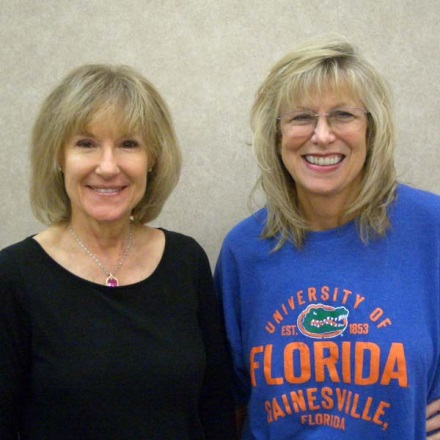 UNIVERSITY OF
EST. 1853
FLORIDA
GAINESVILLE,
FLORIDA